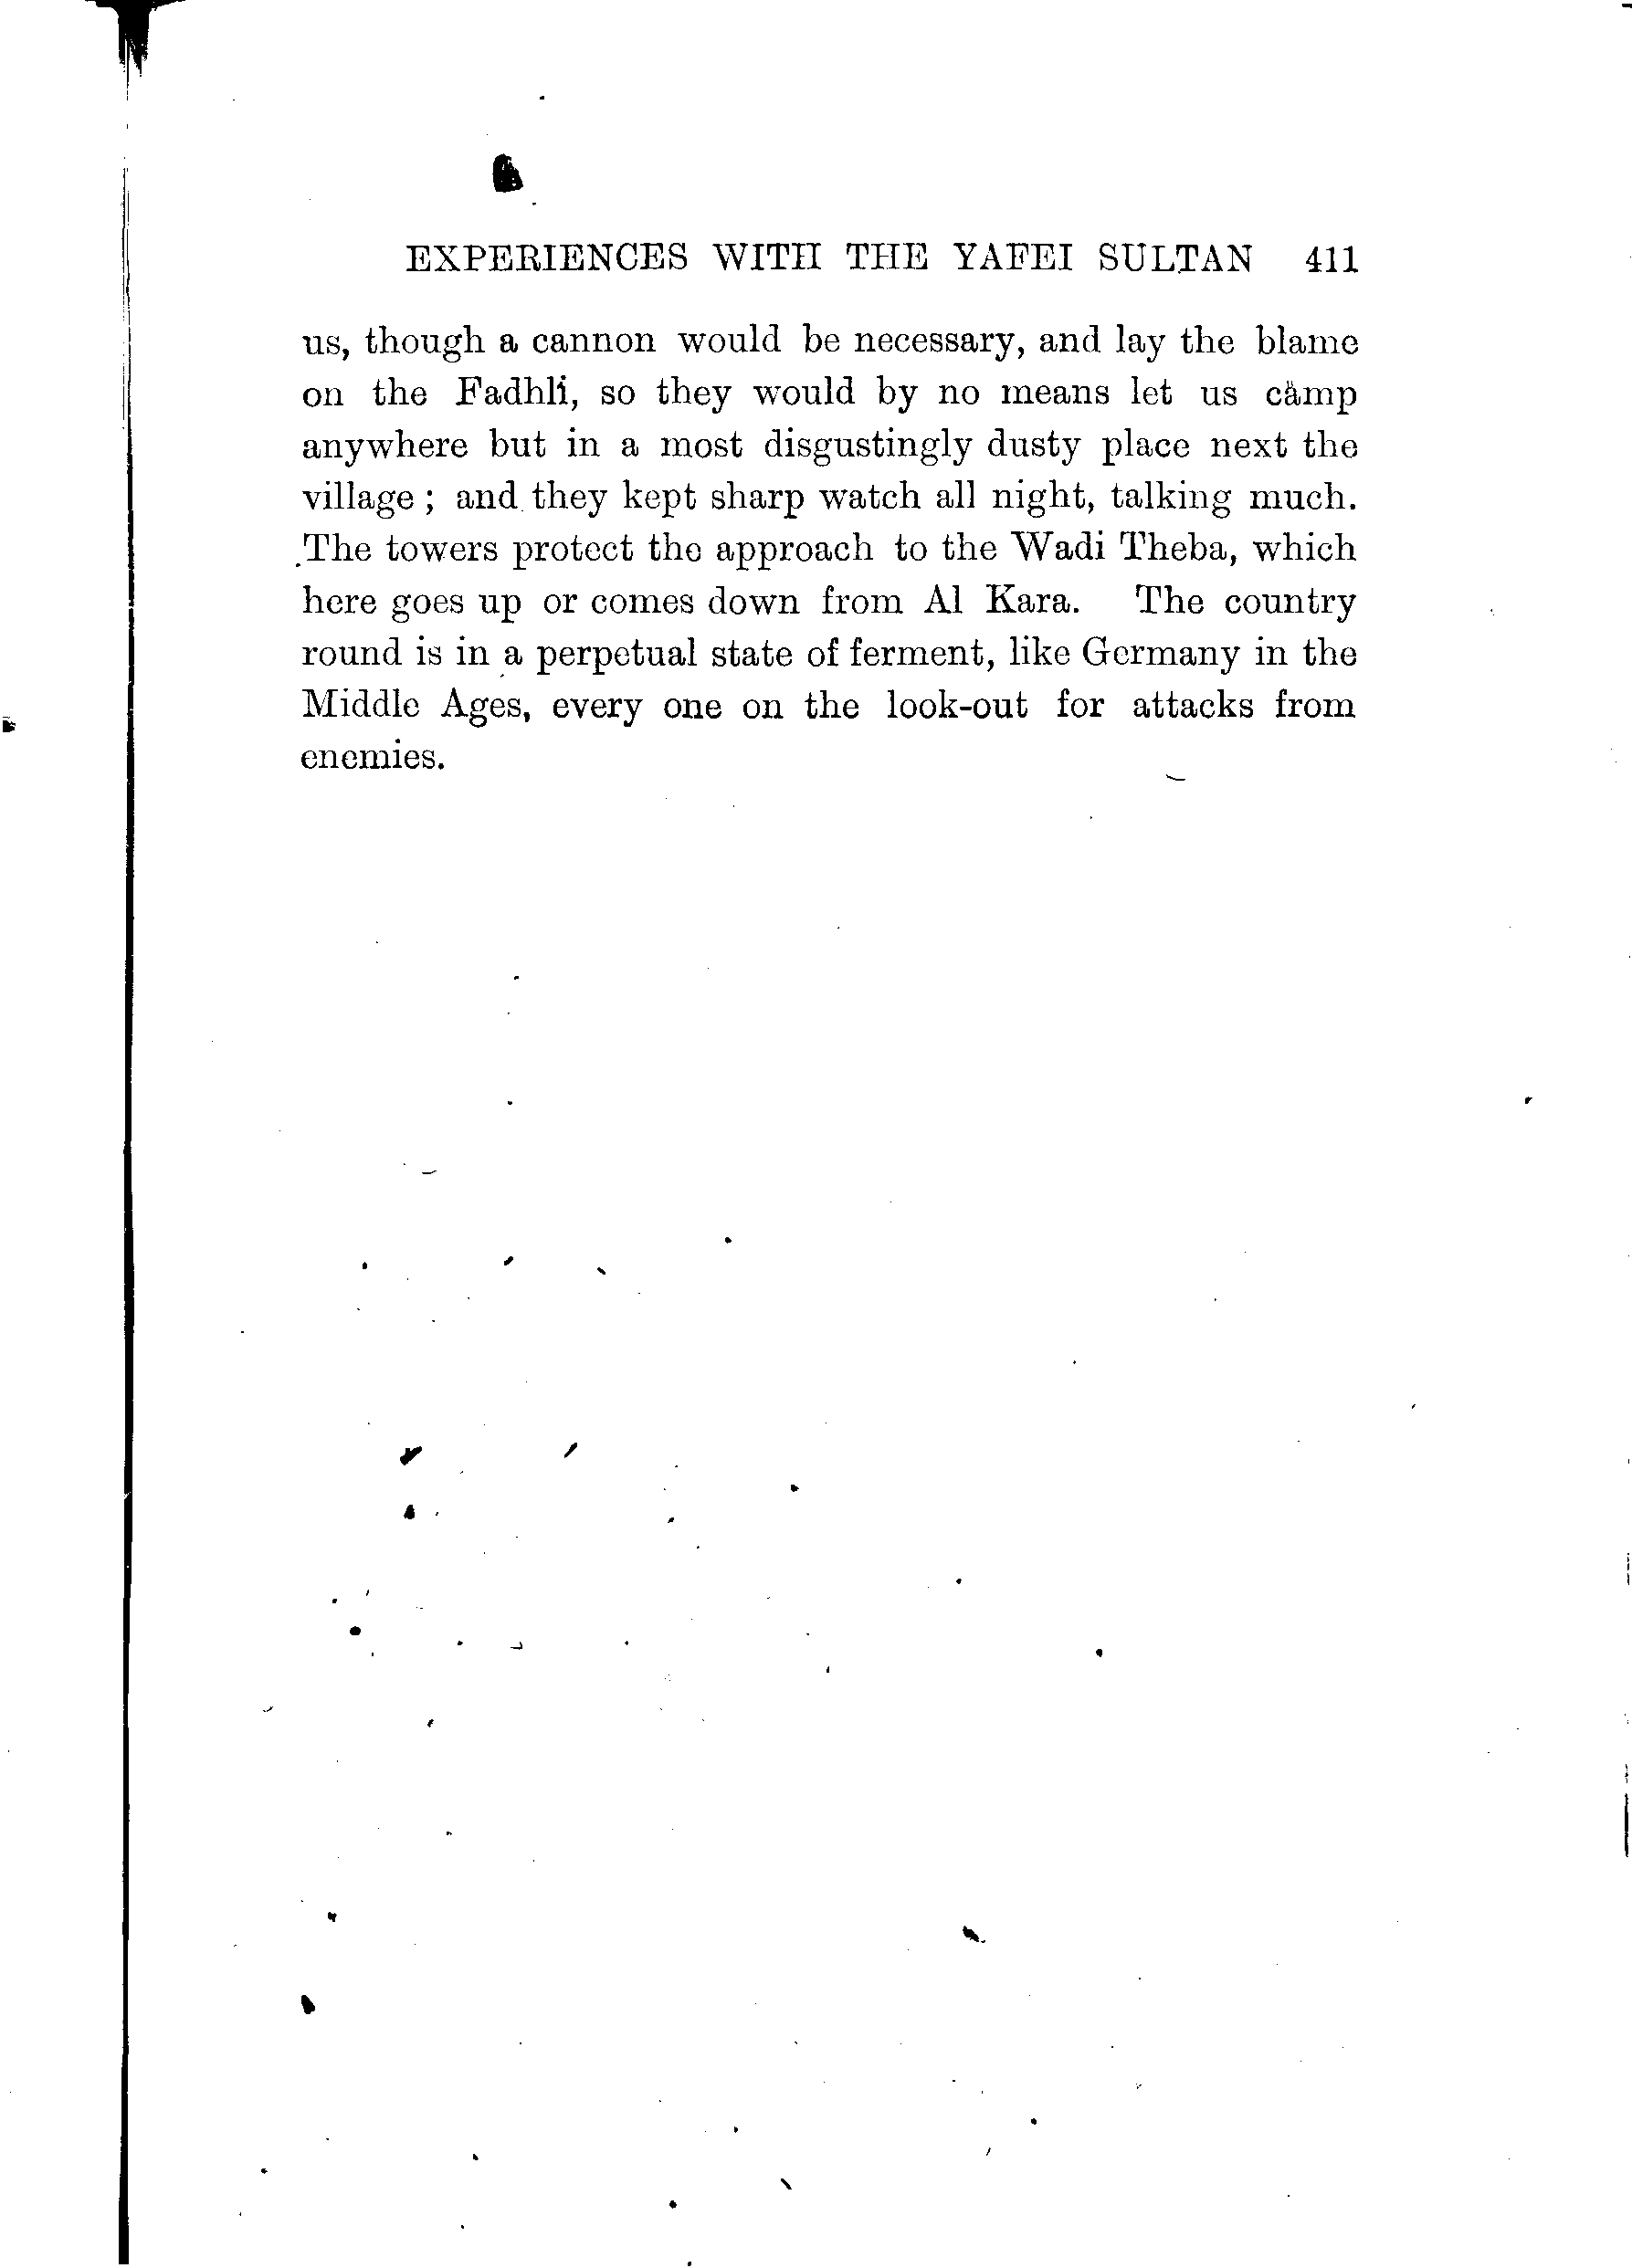 EXPERIENCES WITH THE YAFEI SULTAN 411
us, though a cannon would be necessary, and lay the blame
on the Fadhli, so they would by no means let us camp
anywhere but in a most disgustingly dusty place next the
village ; and they kept sharp watch all night, talking much.
The towers protect the approach to the Wadi Theba, which
here goes up or comes down from Al Kara. The country
round is in a perpetual state of ferment, like Germany in the
Middle Ages, every one on the look-out for attacks from
enemies.